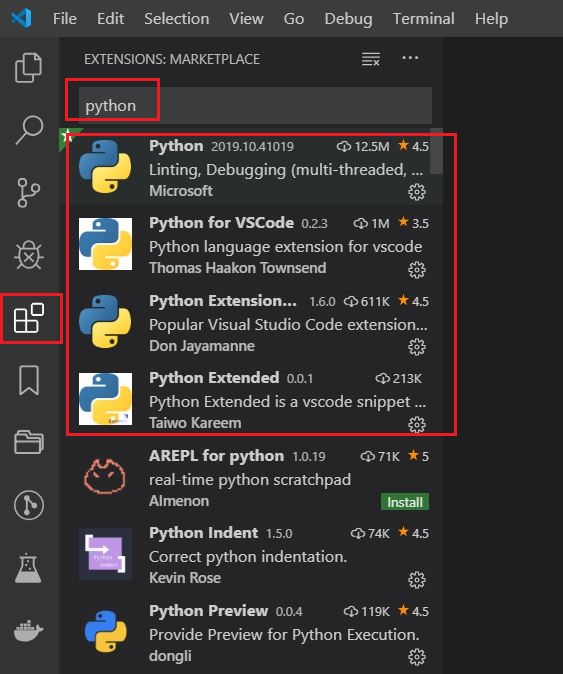 File Edit Selection View Go Debug Terminal Help
EXTENSIONS: MARKETPLACE
python
Python 2019.10.41019 12.5M 4.5
Linting, Debugging (multi-threaded, ...
Microsoft
Python for VSCode 0.2.3 1M 3.5
Python language extension for vscode
Thomas Haakon Townsend
Python Extension... 1.6.0 611K 4.5
Popular Visual Studio Code extension...
Don Jayamanne
Python Extended 0.0.1 213K
Python Extended is a vscode snippet ...
Taiwo Kareem
AREPL for python 1.0.19 71K 5
real-time python scratchpad
Almenon
Install
Python Indent 1.5.0 74K 4.5
Correct python indentation.
Kevin Rose
Python Preview 0.0.4 119K 4.5
Provide Preview for Python Execution.
dongli